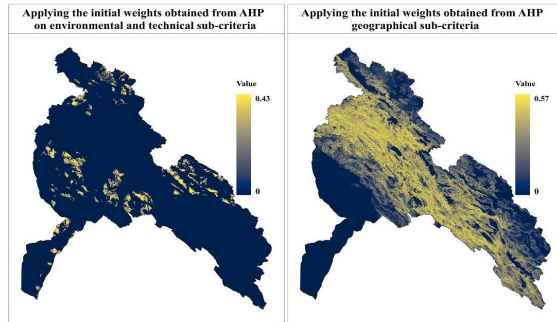 Applying the initial weights obtained from AHP
on environmental and technical sub-criteria
Applying the initial weights obtained from AHP
geographical sub-criteria
Value
0.43
0
Value
0.57
0